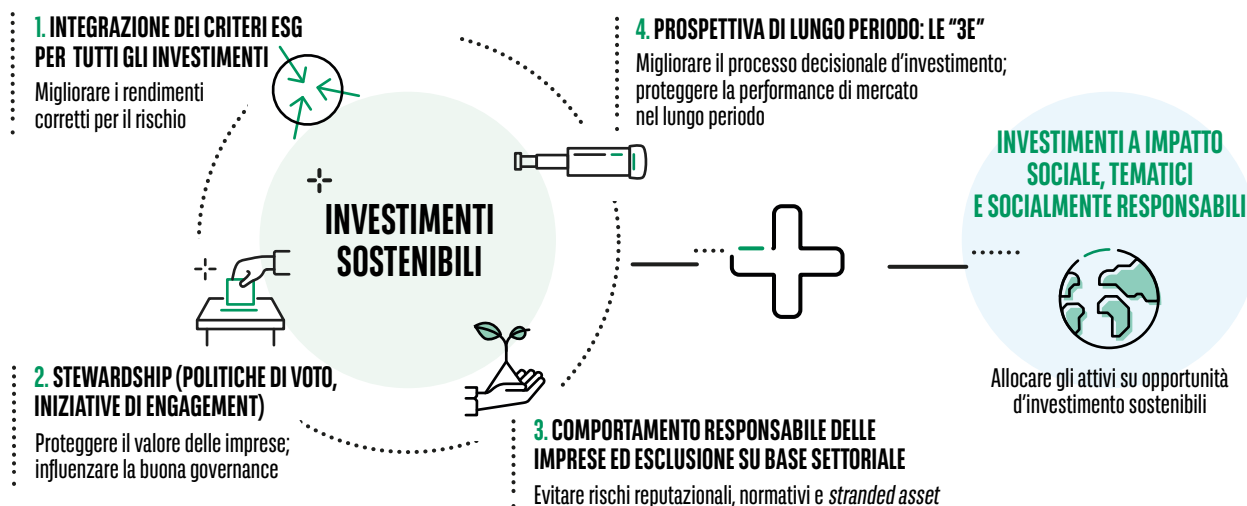 1. INTEGRAZIONE DEI CRITERI ESG
PER TUTTI GLI INVESTIMENTI
Migliorare i rendimenti
corretti per il rischio
4. PROSPETTIVA DI LUNGO PERIODO: LE “3E”
Migliorare il processo decisionale d’investimento;
proteggere la performance di mercato
nel lungo periodo
INVESTIMENTI
SOSTENIBILI
INVESTIMENTI A IMPATTO
SOCIALE, TEMATICI
E SOCIALMENTE RESPONSABILI
Allocare gli attivi su opportunità
d’investimento sostenibili
2. STEWARDSHIP (POLITICHE DI VOTO,
INIZIATIVE DI ENGAGEMENT)
Proteggere il valore delle imprese;
influenzare la buona governance
3. COMPORTAMENTO RESPONSABILE DELLE
IMPRESE ED ESCLUSIONE SU BASE SETTORIALE
Evitare rischi reputazionali, normativi e stranded asset